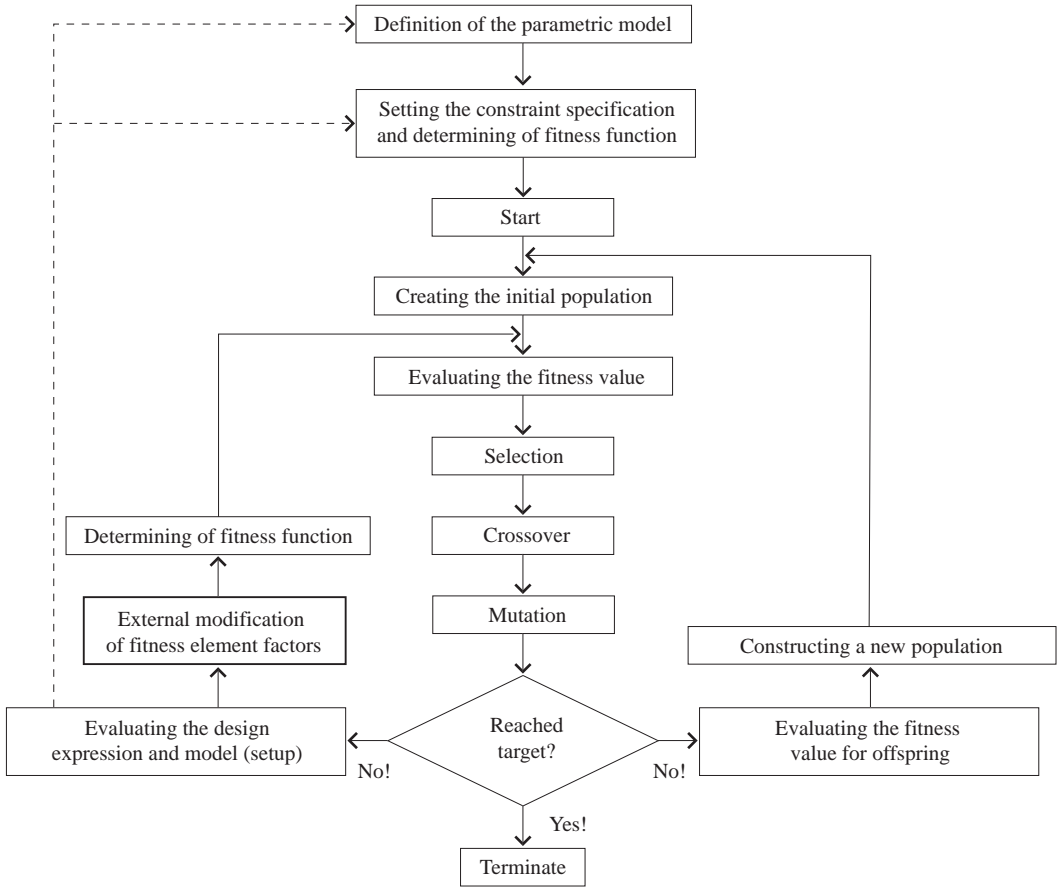 Definition of the parametric model
Setting the constraint specification
and determining of fitness function
Start
Creating the initial population
Evaluating the fitness value
Selection
Determining of fitness function
Crossover
External modification
of fitness element factors
Mutation
Constructing a new population
Evaluating the design
expression and model (setup)
Reached
target?
Evaluating the fitness
value for offspring
No!
No!
Yes!
Terminate